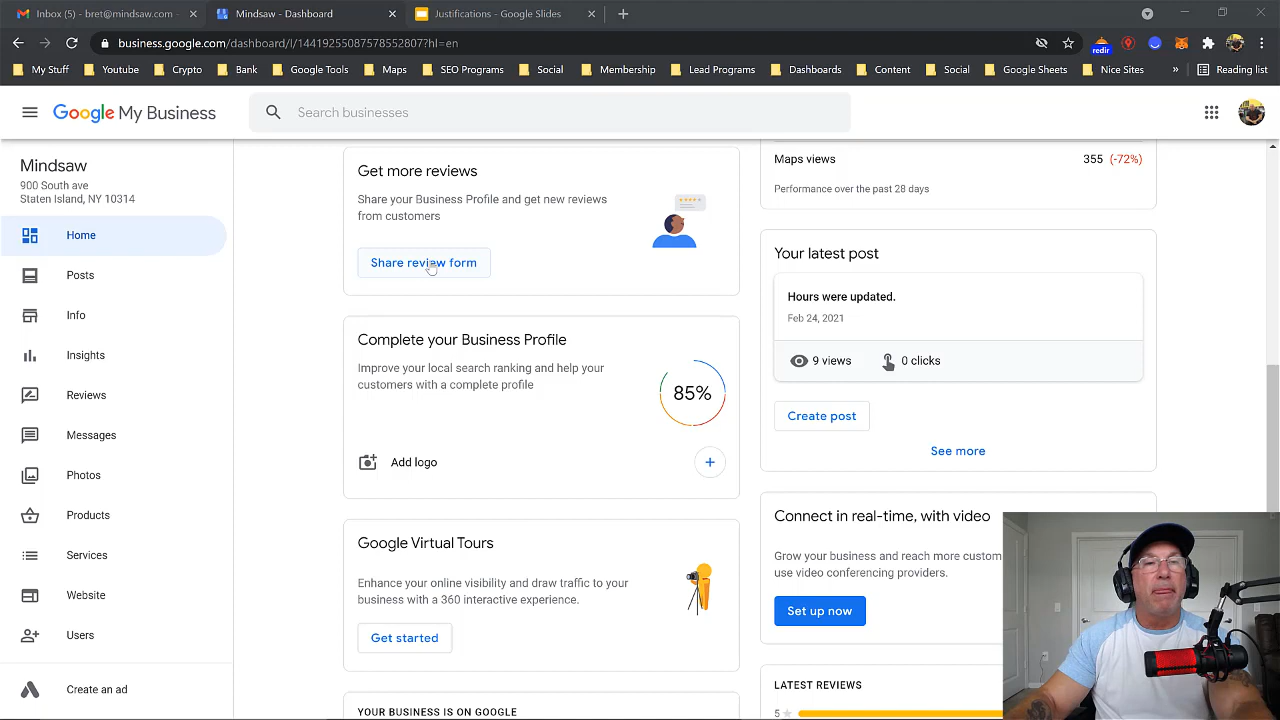 Inbox (5) - bret@mindsaw.com -
Mindsaw - Dashboard
Justifications - Google Slides
business.google.com/dashboard/l/14419255087578552807?hl=en
redir
My Stuff
Youtube
Crypto
Bank
Google Tools
Maps
SEO Programs
Social
Membership
Lead Programs
Dashboards
Content
Social
Google Sheets
Nice Sites
»
Reading list
Google My Business
Search businesses
Mindsaw
900 South ave
Staten Island, NY 10314
Home
Posts
Info
Insights
Reviews
Messages
Photos
Products
Services
Website
Users
Create an ad
Get more reviews
Share your Business Profile and get new reviews
from customers
Share review form
Complete your Business Profile
Improve your local search ranking and help your
customers with a complete profile
85%
Add logo
Google Virtual Tours
Enhance your online visibility and draw traffic to your
business with a 360 interactive experience.
Get started
YOUR BUSINESS IS ON GOOGLE
Maps views
355 (-72%)
Performance over the past 28 days
Your latest post
Hours were updated.
Feb 24, 2021
9 views
0 clicks
Create post
See more
Connect in real-time, with video
Grow your business and reach more custom
use video conferencing providers.
Set up now
LATEST REVIEWS
5